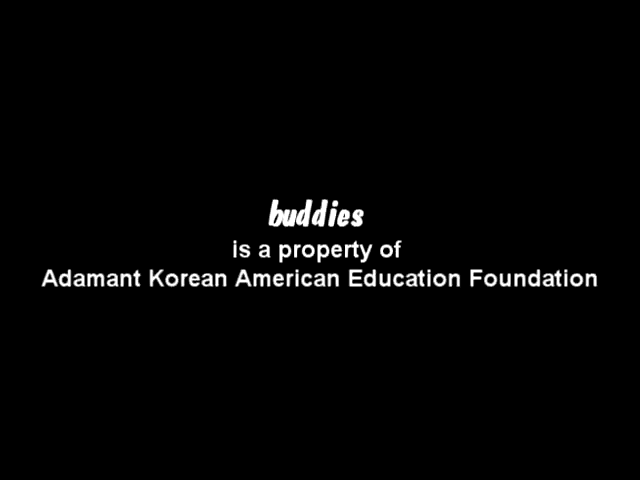 buddies
is a property of
Adamant Korean American Education Foundation